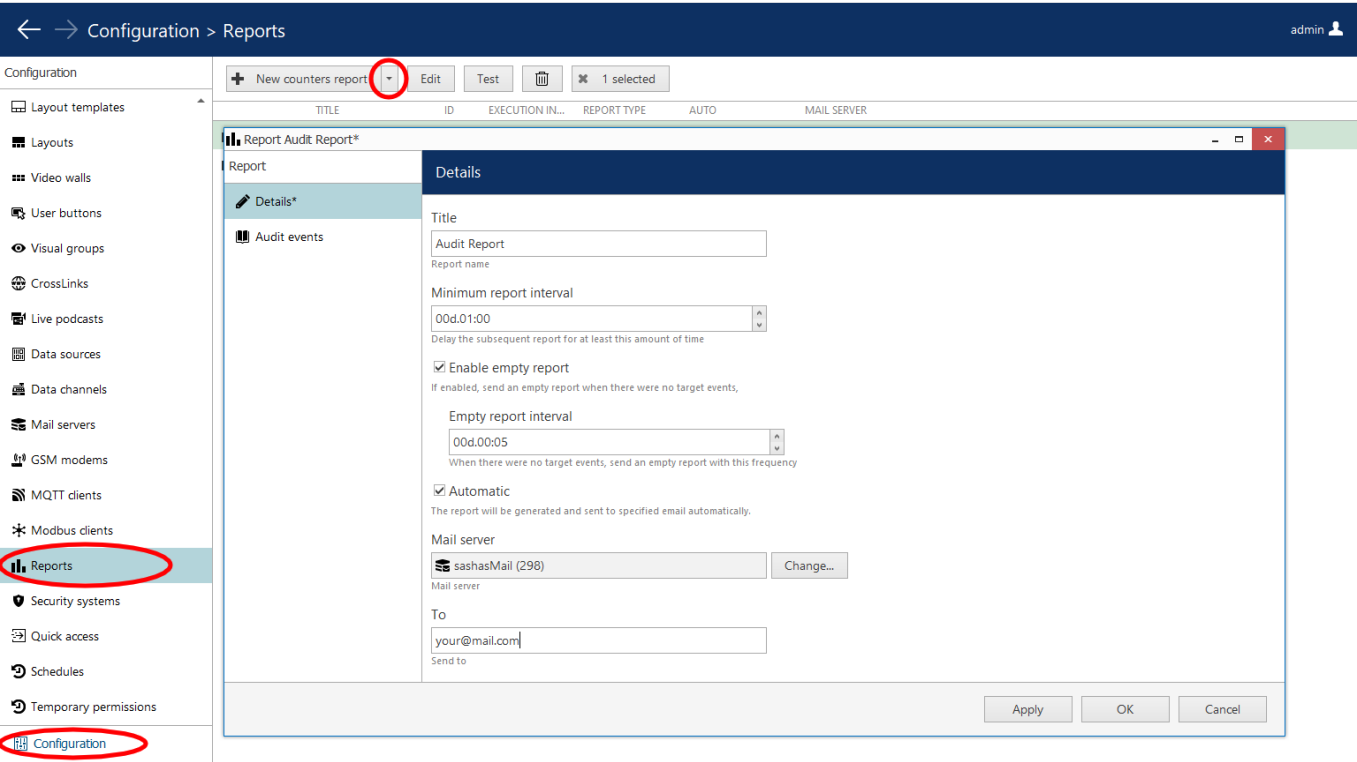 Configuration > Reports
admin
Configuration
Layout templates
Layouts
Video walls
User buttons
Visual groups
CrossLinks
Live podcasts
Data sources
Data channels
Mail servers
GSM modems
MQTT clients
Modbus clients
Reports
Security systems
Quick access
Schedules
Temporary permissions
Configuration
New counters report
Edit
Test
1 selected
TITLE ID EXECUTION IN... REPORT TYPE AUTO MAIL SERVER
Report Audit Report*
Report
Details*
Audit events
Details
Title
Audit Report
Report name
Minimum report interval
00d.01:00
Delay the subsequent report for at least this amount of time
Enable empty report
If enabled, send an empty report when there were no target events,
Empty report interval
00d.00:05
When there were no target events, send an empty report with this frequency
Automatic
The report will be generated and sent to specified email automatically.
Mail server
sashasMail (298)
Change...
Mail server
To
your@mail.com
Send to
Apply
OK
Cancel